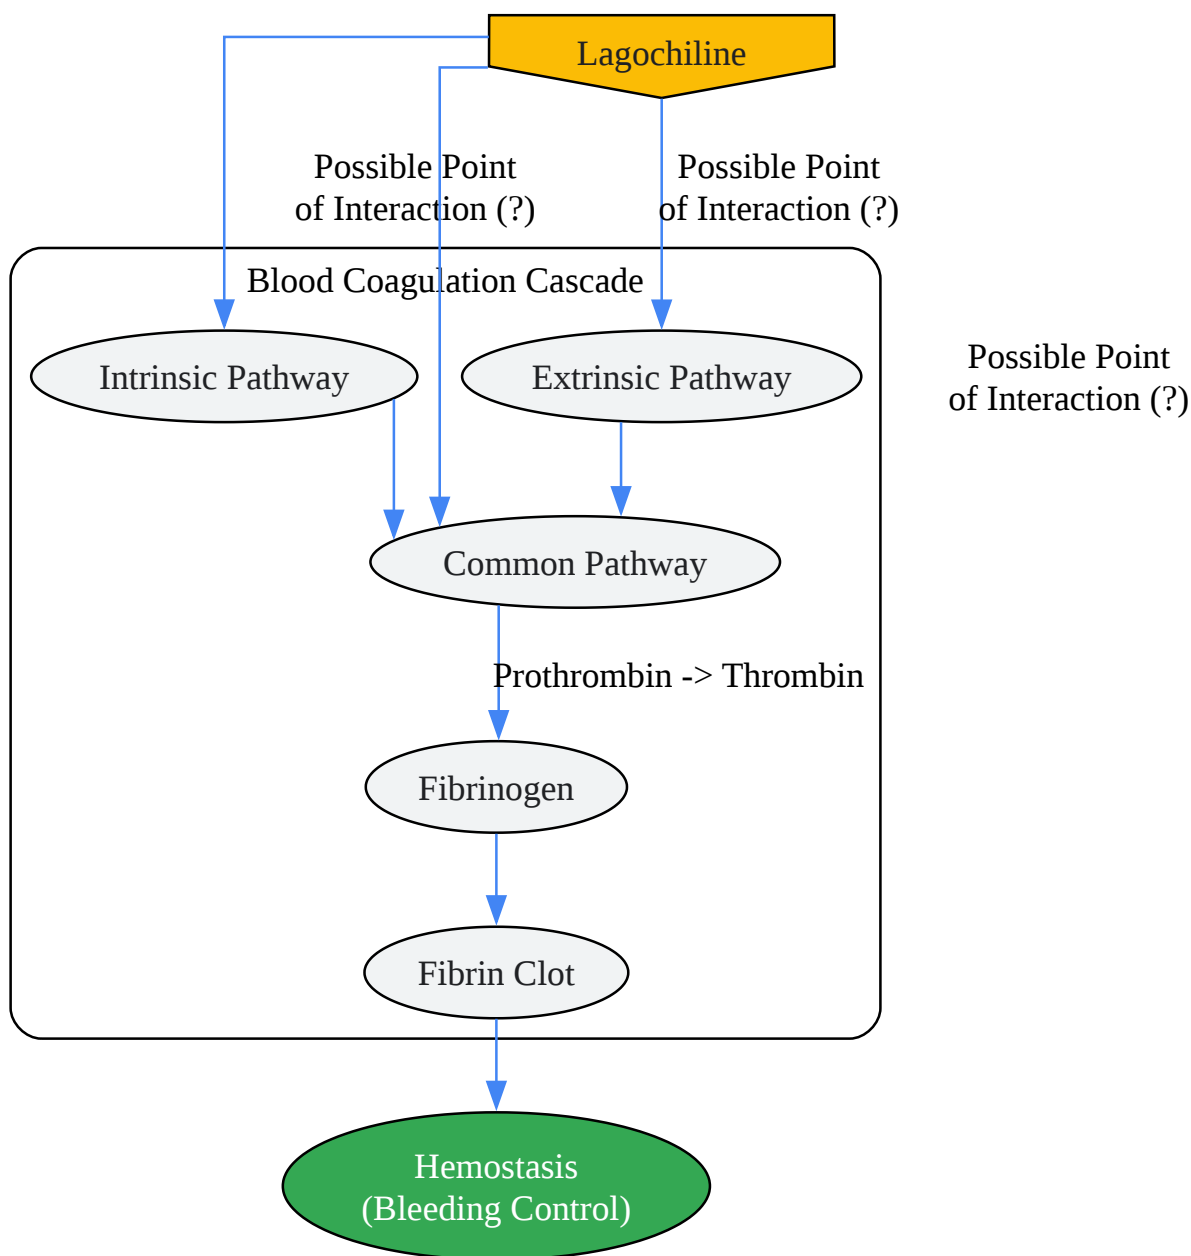 Lagochiline
Possible Point
of Interaction (?)
Possible Point
of Interaction (?)
Blood Coagulation Cascade
Intrinsic Pathway
Extrinsic Pathway
Possible Point
of Interaction (?)
Common Pathway
Prothrombin -> Thrombin
Fibrinogen
Fibrin Clot
Hemostasis
(Bleeding Control)